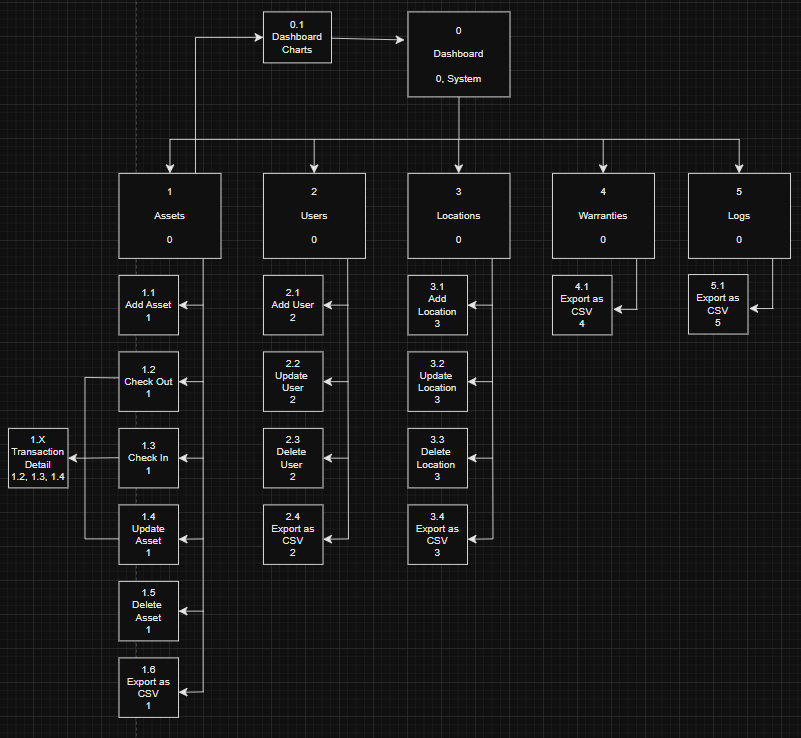 0.1
Dashboard
Charts
0
Dashboard
0, System
1
Assets
0
2
Users
0
3
Locations
0
4
Warranties
0
5
Logs
0
1.1
Add Asset
1
2.1
Add User
2
3.1
Add
Location
3
4.1
Export as
CSV
4
5.1
Export as
CSV
5
1.2
Check Out
1
2.2
Update
User
2
3.2
Update
Location
3
1.X
Transaction
Detail
1.2, 1.3, 1.4
1.3
Check In
1
2.3
Delete
User
2
3.3
Delete
Location
3
1.4
Update
Asset
1
2.4
Export as
CSV
2
3.4
Export as
CSV
3
1.5
Delete
Asset
1
1.6
Export as
CSV
1